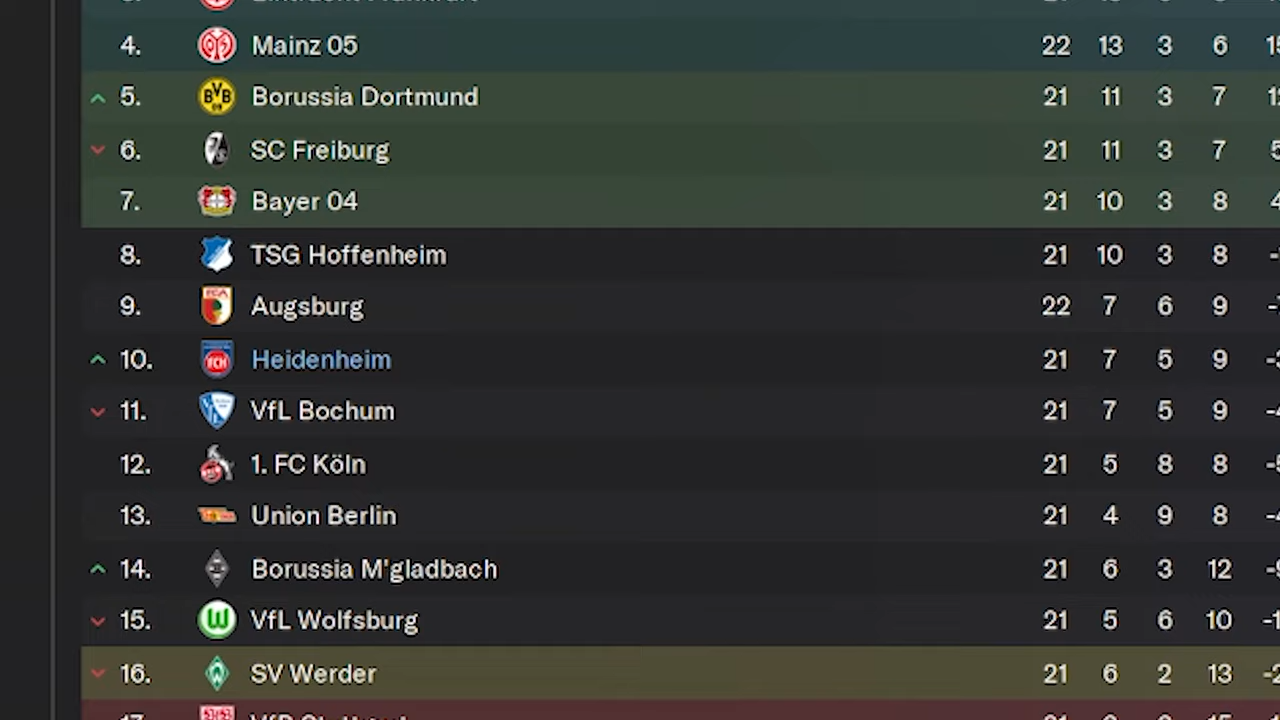 4. Mainz 05 22 13 3 6
5. Borussia Dortmund 21 11 3 7
6. SC Freiburg 21 11 3 7
7. Bayer 04 21 10 3 8
8. TSG Hoffenheim 21 10 3 8
9. Augsburg 22 7 6 9
10. Heidenheim 21 7 5 9
11. VfL Bochum 21 7 5 9
12. 1. FC Köln 21 5 8 8
13. Union Berlin 21 4 9 8
14. Borussia M'gladbach 21 6 3 12
15. VfL Wolfsburg 21 5 6 10
16. SV Werder 21 6 2 13